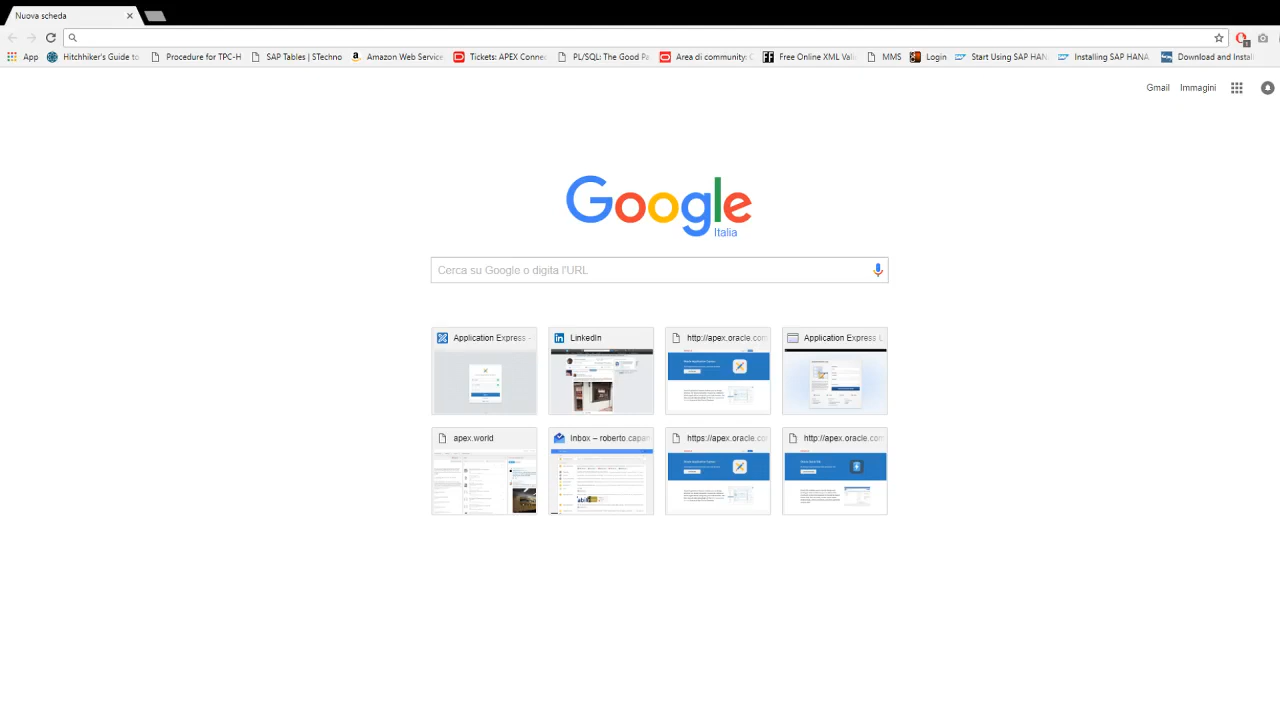 Nuova scheda
App Hitchhiker's Guide to Procedure for TPC-H SAP Tables | STechno Amazon Web Service Tickets: APEX Connec PL/SQL: The Good Pa Area di community: Free Online XML Vali MMS Login Start Using SAP HAN Installing SAP HANA Download and Install
Gmail Immagini
Google
Italia
Cerca su Google o digita l'URL
Application Express - LinkedIn http://apex.oracle.com Application Express L
apex.world Inbox – roberto.capan https://apex.oracle.co http://apex.oracle.com